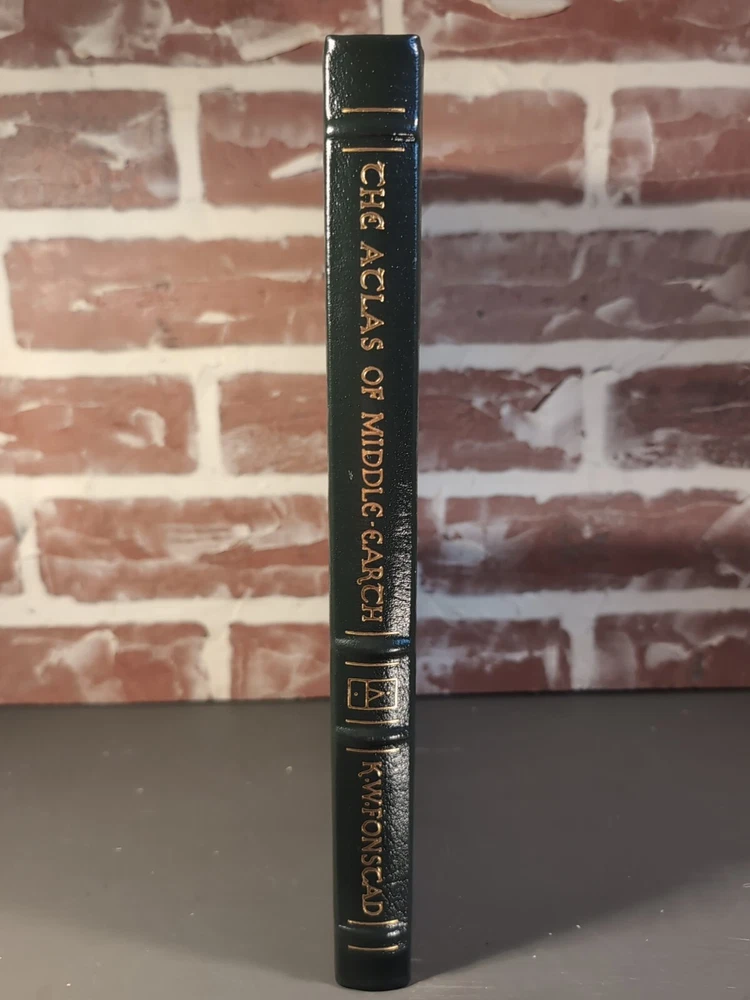 THE ATLAS OF MIDDLE-EARTH
K.W.FONSTAD